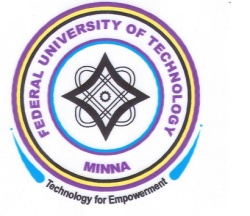 FEDERAL UNIVERSITY OF TECHNOLOGY
MINNA
Technology for Empowerment